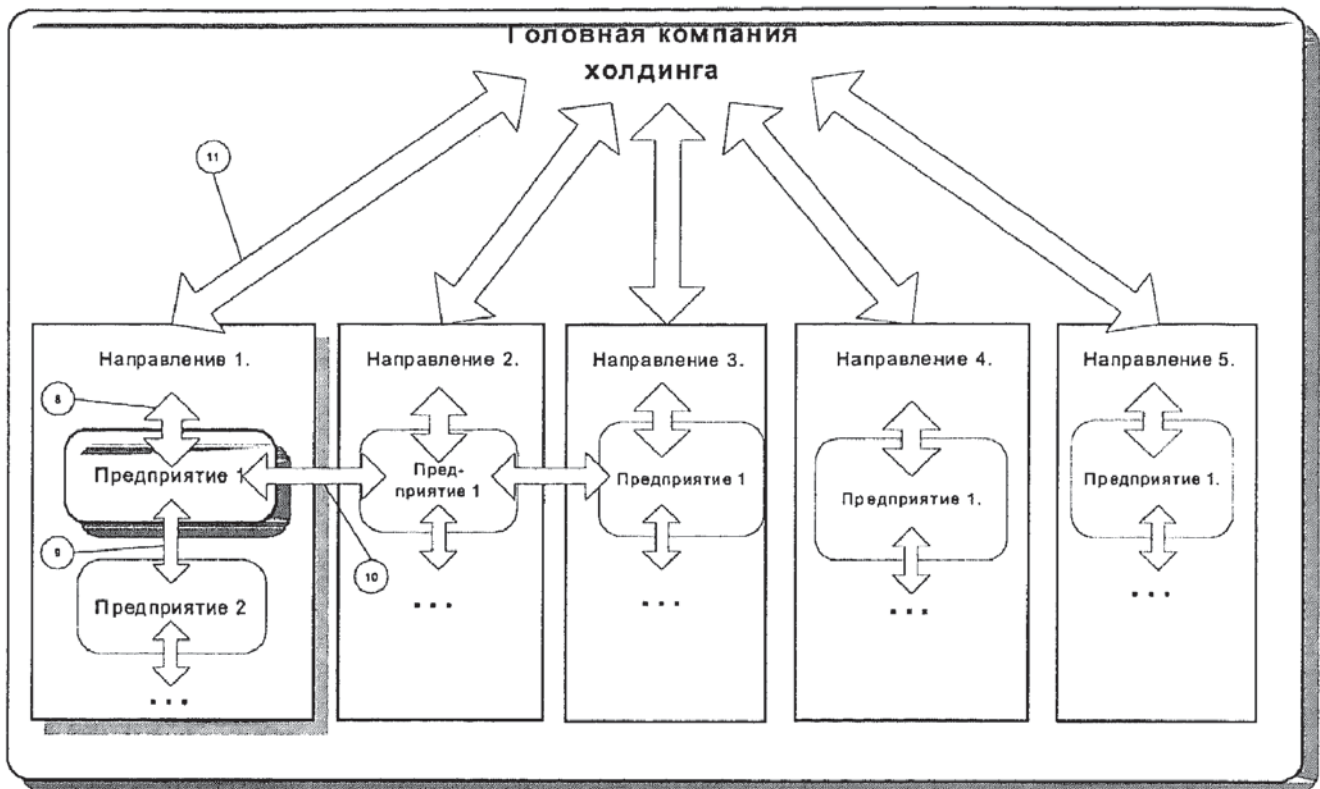 Головная компания
холдинга
11
Направление 1.
Направление 2.
Направление 3.
Направление 4.
Направление 5.
8
Предприятие 1
Пред-
приятие 1
Предприятие 1
Предприятие 1.
Предприятие 1.
9
10
Предприятие 2
...
...
...
...
...